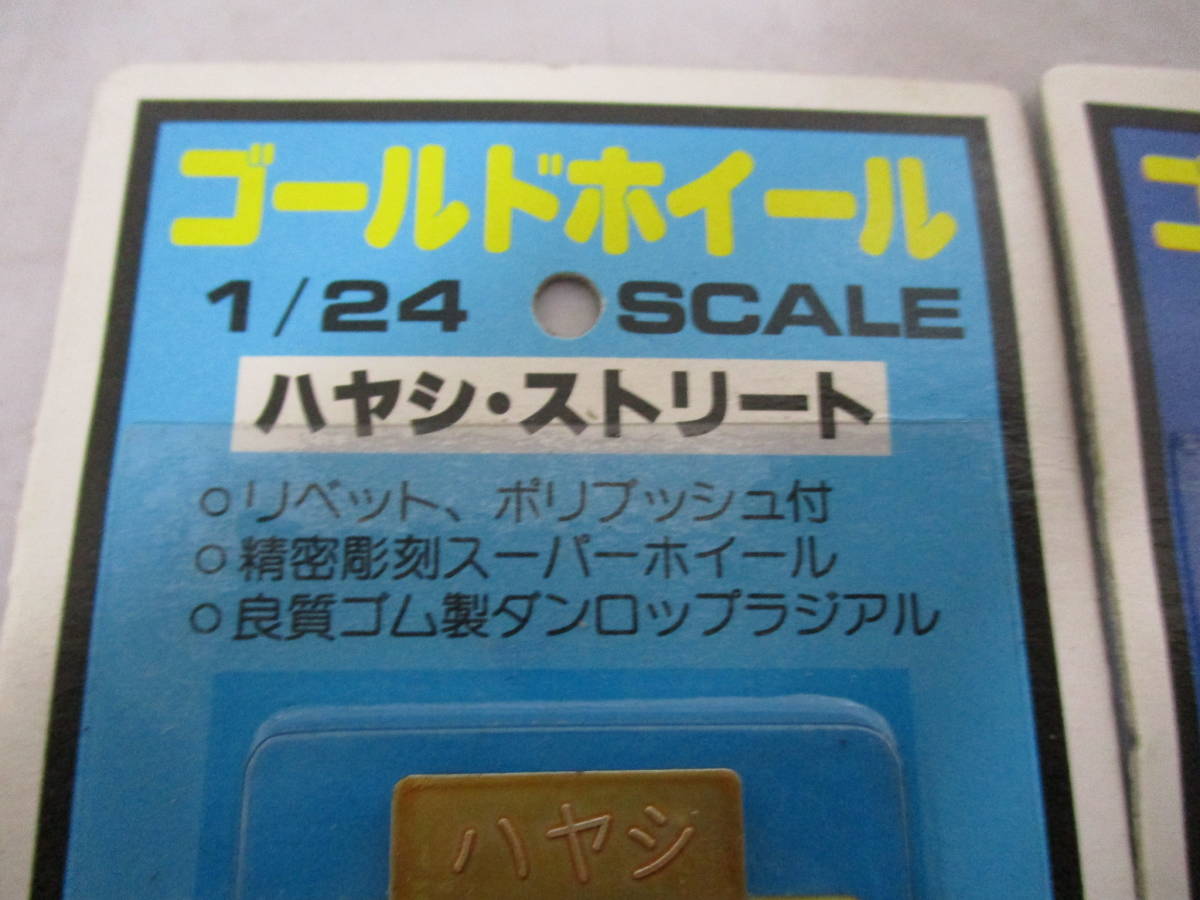 ゴールドホイール
1/24 SCALE
ハヤシ・ストリート
○リベット、ポリブッシュ付
○精密彫刻スーパーホイール
○良質ゴム製ダンロップラジアル
ハヤシ